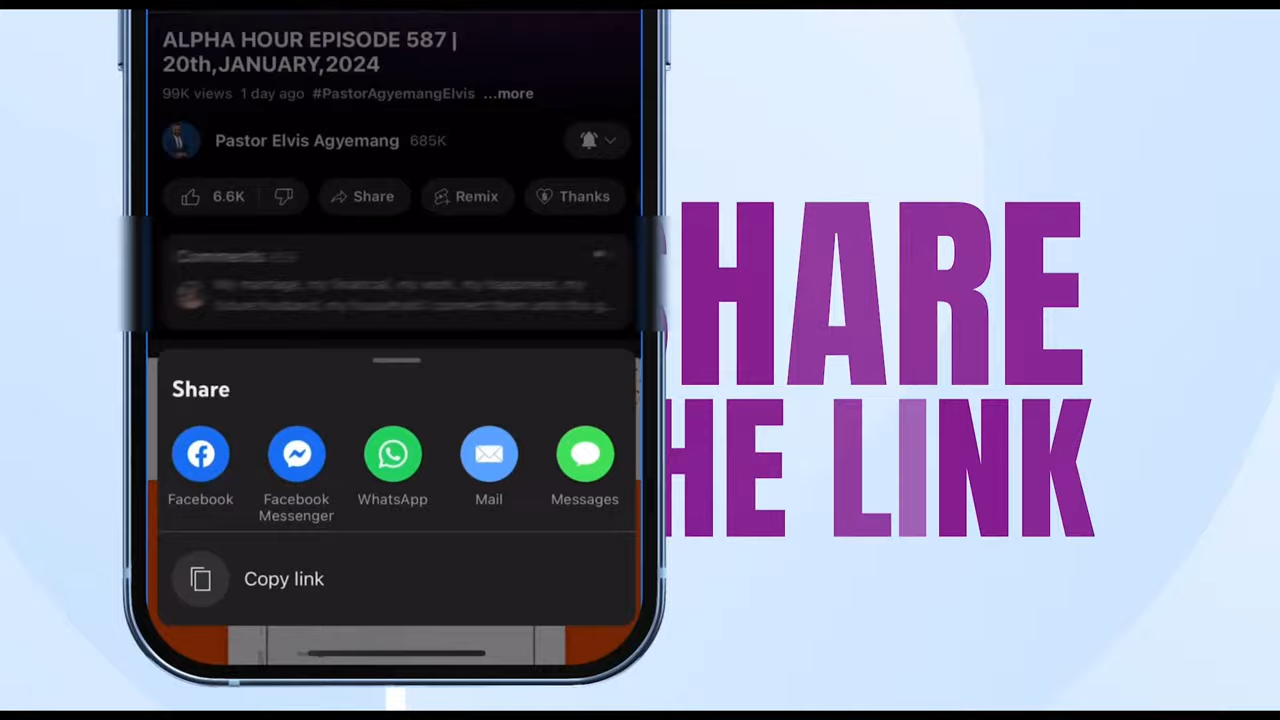 ALPHA HOUR EPISODE 587 |
20th,JANUARY,2024
99K views 1 day ago #PastorAgyemangElvis ...more
Pastor Elvis Agyemang 685K
6.6K Share Remix Thanks
Comments
Share
Facebook Facebook Messenger WhatsApp Mail Messages
Copy link
HARE
HE LINK